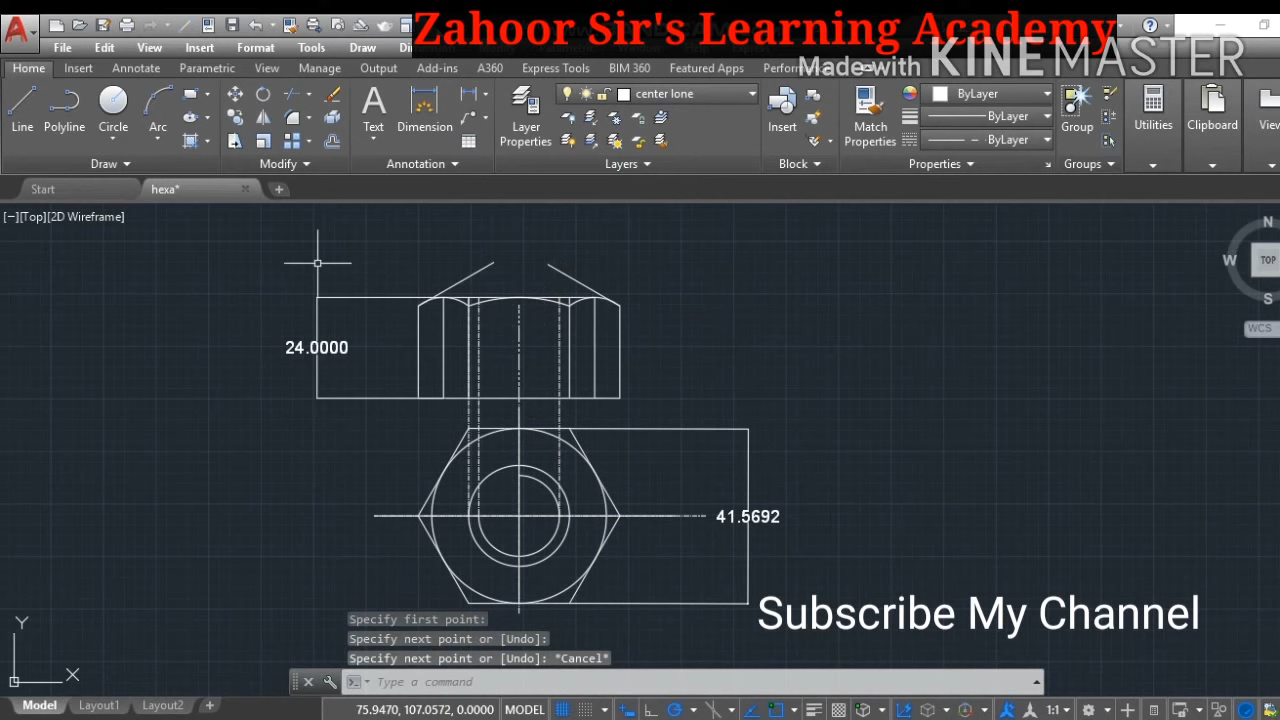 Zahoor Sir's Learning Academy
Made with KINEMASTER
File Edit View Insert Format Tools Draw
Home Insert Annotate Parametric View Manage Output Add-ins A360 Express Tools BIM 360 Featured Apps
Line Polyline Circle Arc Text Dimension Layer Properties center lone Insert Match Properties ByLayer Group Utilities Clipboard View
ByLayer
ByLayer
Draw Modify Annotation Layers Block Properties Groups
Start hexa*
[−][Top][2D Wireframe]
N
W TOP
S
WCS
24.0000
41.5692
Subscribe My Channel
Specify first point:
Specify next point or [Undo]:
Specify next point or [Undo]: *Cancel*
Y
X
Type a command
Model Layout1 Layout2 + 75.9470, 107.0572, 0.0000 MODEL 1:1